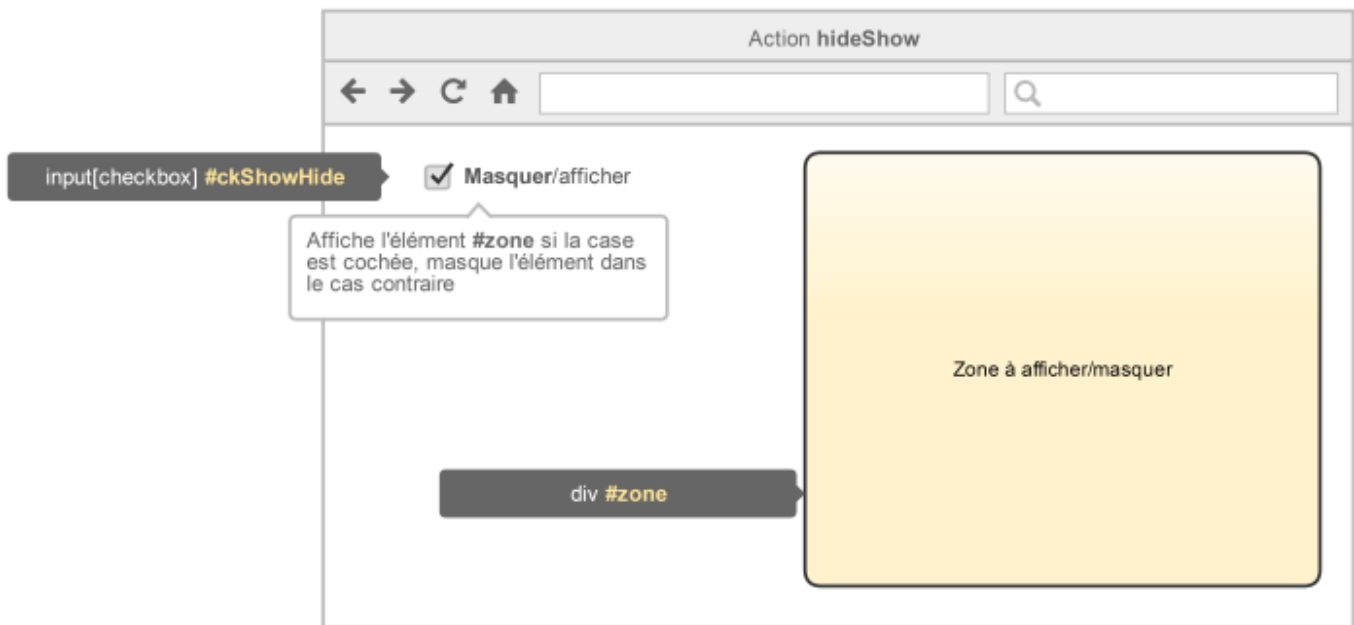 Action hideShow
input[checkbox] #ckShowHide
Masquer/afficher
Affiche l'élément #zone si la case
est cochée, masque l'élément dans
le cas contraire
Zone à afficher/masquer
div #zone